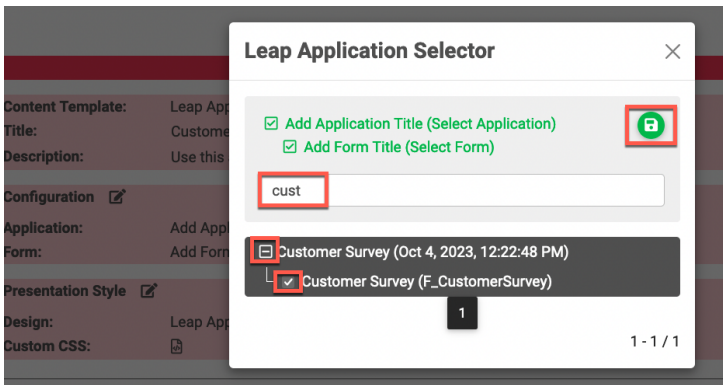 Leap Application Selector
Add Application Title (Select Application)
Add Form Title (Select Form)
cust
Customer Survey (Oct 4, 2023, 12:22:48 PM)
Customer Survey (F_CustomerSurvey)
1
1 - 1 / 1
Content Template: Leap App
Title: Custome
Description: Use this
Configuration
Application: Add Appl
Form: Add Form
Presentation Style
Design: Leap App
Custom CSS: